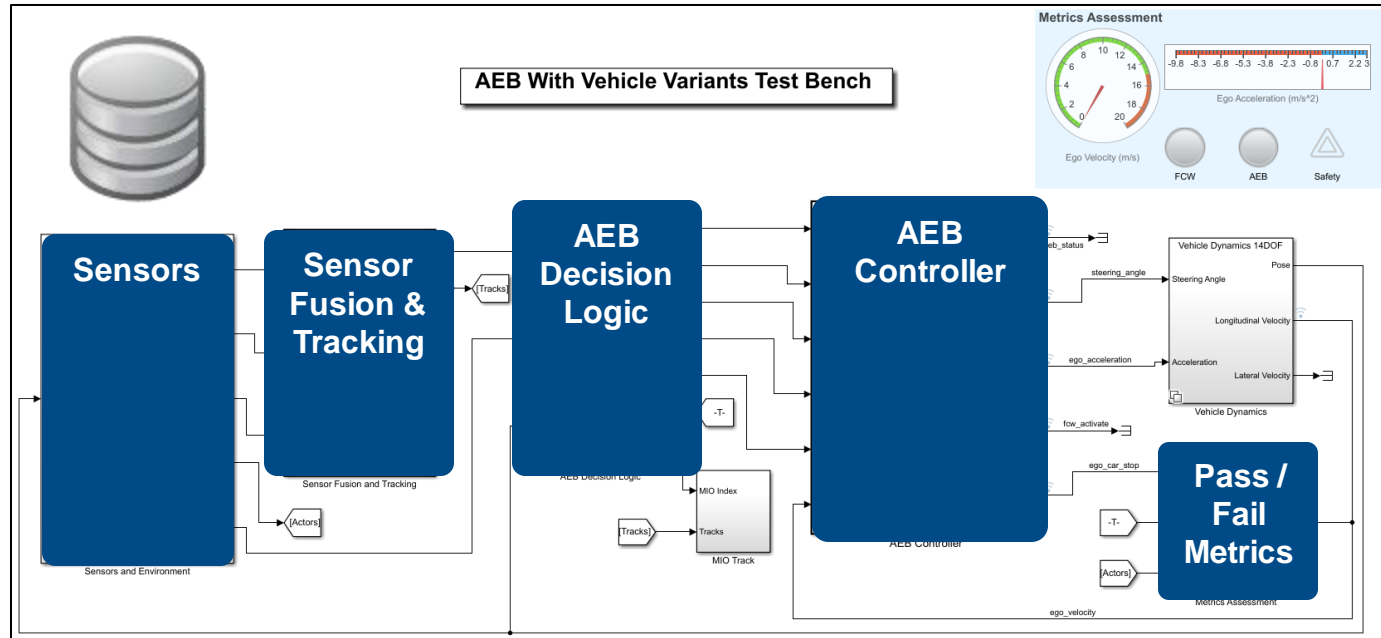 Metrics Assessment
0
2
4
6
8
10
12
14
16
18
20
Ego Velocity (m/s)
-9.8 -8.3 -6.8 -5.3 -3.8 -2.3 -0.8 0.7 2.2 3
Ego Acceleration (m/s^2)
FCW
AEB
Safety
AEB With Vehicle Variants Test Bench
Sensors
Sensors and Environment
[Actors]
Sensor
Fusion &
Tracking
Sensor Fusion and Tracking
[Tracks]
AEB
Decision
Logic
AEB Decision Logic
-T-
MIO Index
Tracks
[Tracks]
MIO Track
AEB
Controller
AEB Controller
eb_status
steering_angle
ego_acceleration
fcw_activate
ego_car_stop
Vehicle Dynamics 14DOF
Pose
Steering Angle
Longitudinal Velocity
Acceleration
Lateral Velocity
Vehicle Dynamics
Pass /
Fail
Metrics
-T-
[Actors]
Metrics Assessment
ego_velocity